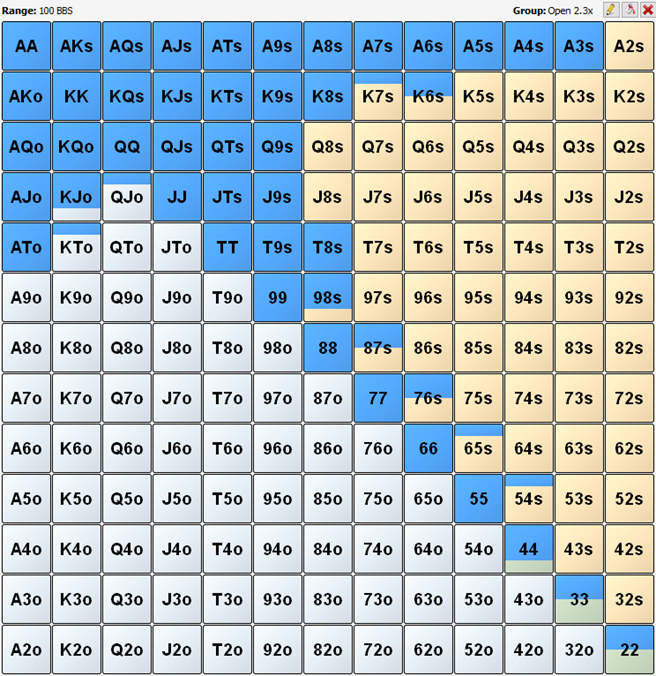 Range: 100 BBS Group: Open 2.3x
AA AKs AQs AJs ATs A9s A8s A7s A6s A5s A4s A3s A2s
AKo KK KQs KJs KTs K9s K8s K7s K6s K5s K4s K3s K2s
AQo KQo QQ QJs QTs Q9s Q8s Q7s Q6s Q5s Q4s Q3s Q2s
AJo KJo QJo JJ JTs J9s J8s J7s J6s J5s J4s J3s J2s
ATo KTo QTo JTo TT T9s T8s T7s T6s T5s T4s T3s T2s
A9o K9o Q9o J9o T9o 99 98s 97s 96s 95s 94s 93s 92s
A8o K8o Q8o J8o T8o 98o 88 87s 86s 85s 84s 83s 82s
A7o K7o Q7o J7o T7o 97o 87o 77 76s 75s 74s 73s 72s
A6o K6o Q6o J6o T6o 96o 86o 76o 66 65s 64s 63s 62s
A5o K5o Q5o J5o T5o 95o 85o 75o 65o 55 54s 53s 52s
A4o K4o Q4o J4o T4o 94o 84o 74o 64o 54o 44 43s 42s
A3o K3o Q3o J3o T3o 93o 83o 73o 63o 53o 43o 33 32s
A2o K2o Q2o J2o T2o 92o 82o 72o 62o 52o 42o 32o 22